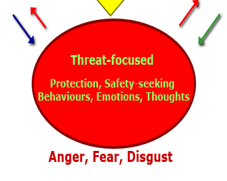 Threat-focused
Protection, Safety-seeking
Behaviours, Emotions, Thoughts
Anger, Fear, Disgust